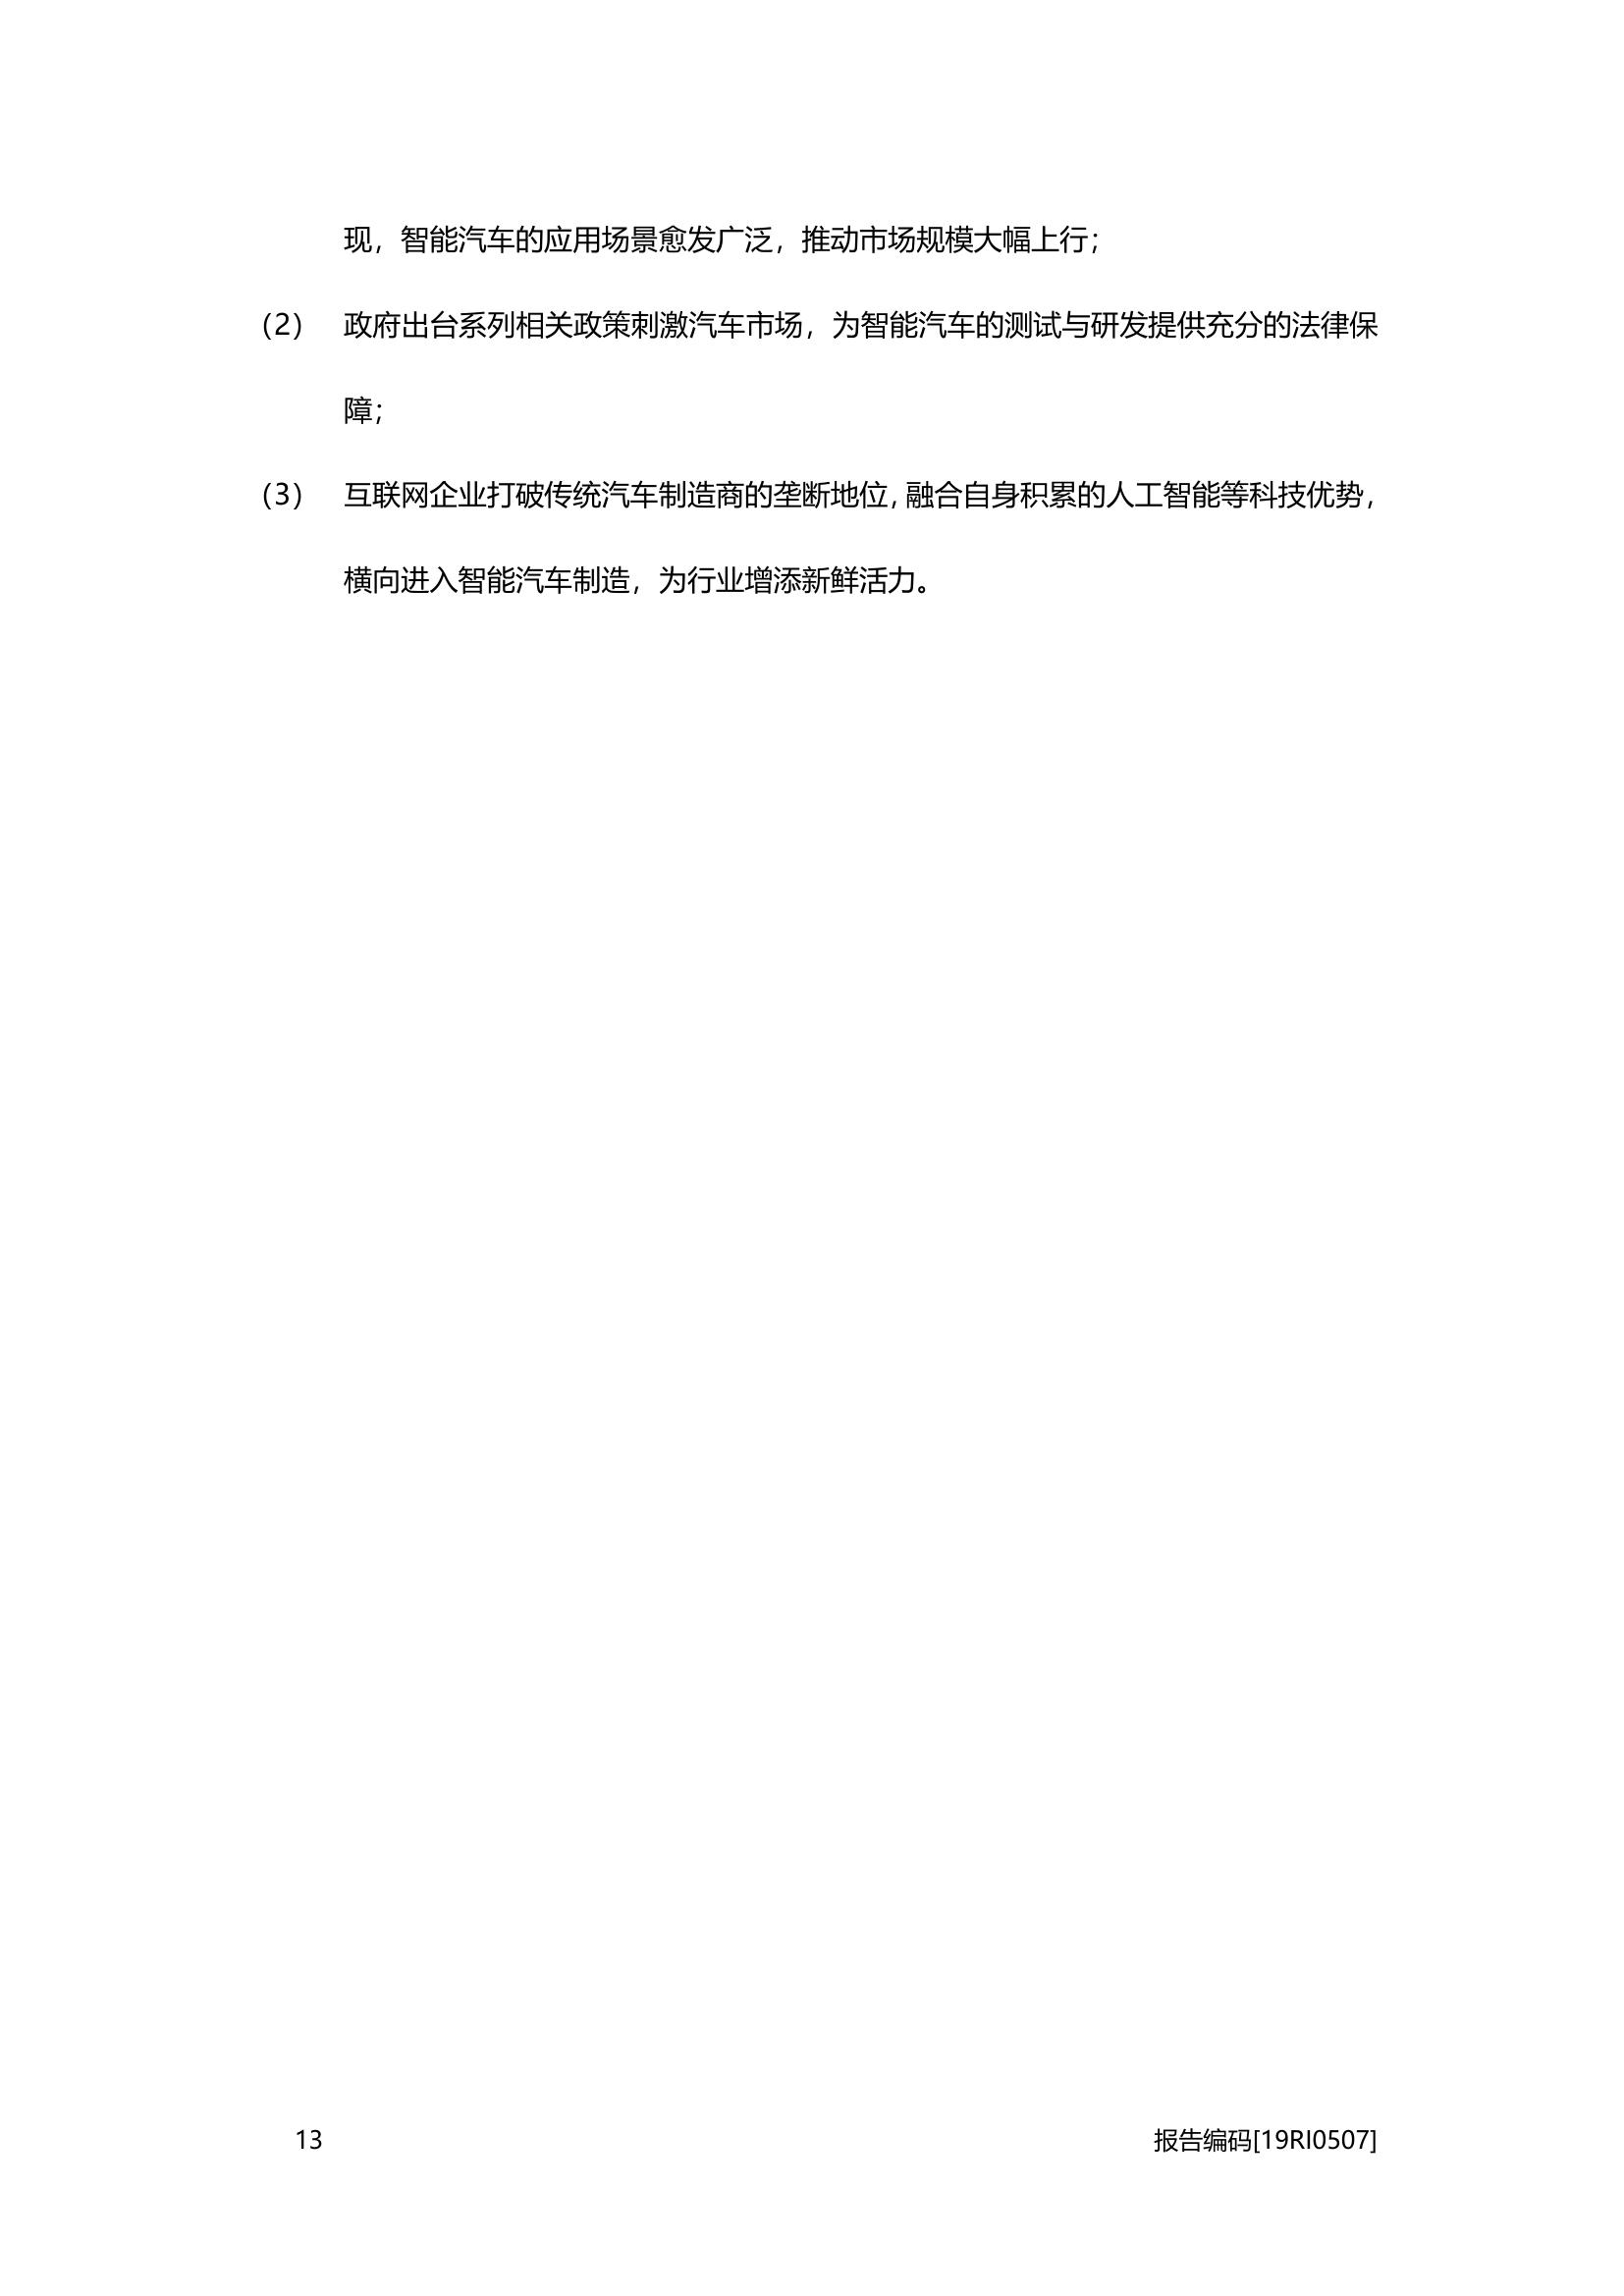 现，智能汽车的应用场景愈发广泛，推动市场规模大幅上行；
（2） 政府出台系列相关政策刺激汽车市场，为智能汽车的测试与研发提供充分的法律保
障；
（3） 互联网企业打破传统汽车制造商的垄断地位，融合自身积累的人工智能等科技优势，
横向进入智能汽车制造，为行业增添新鲜活力。
13 报告编码[19RI0507]